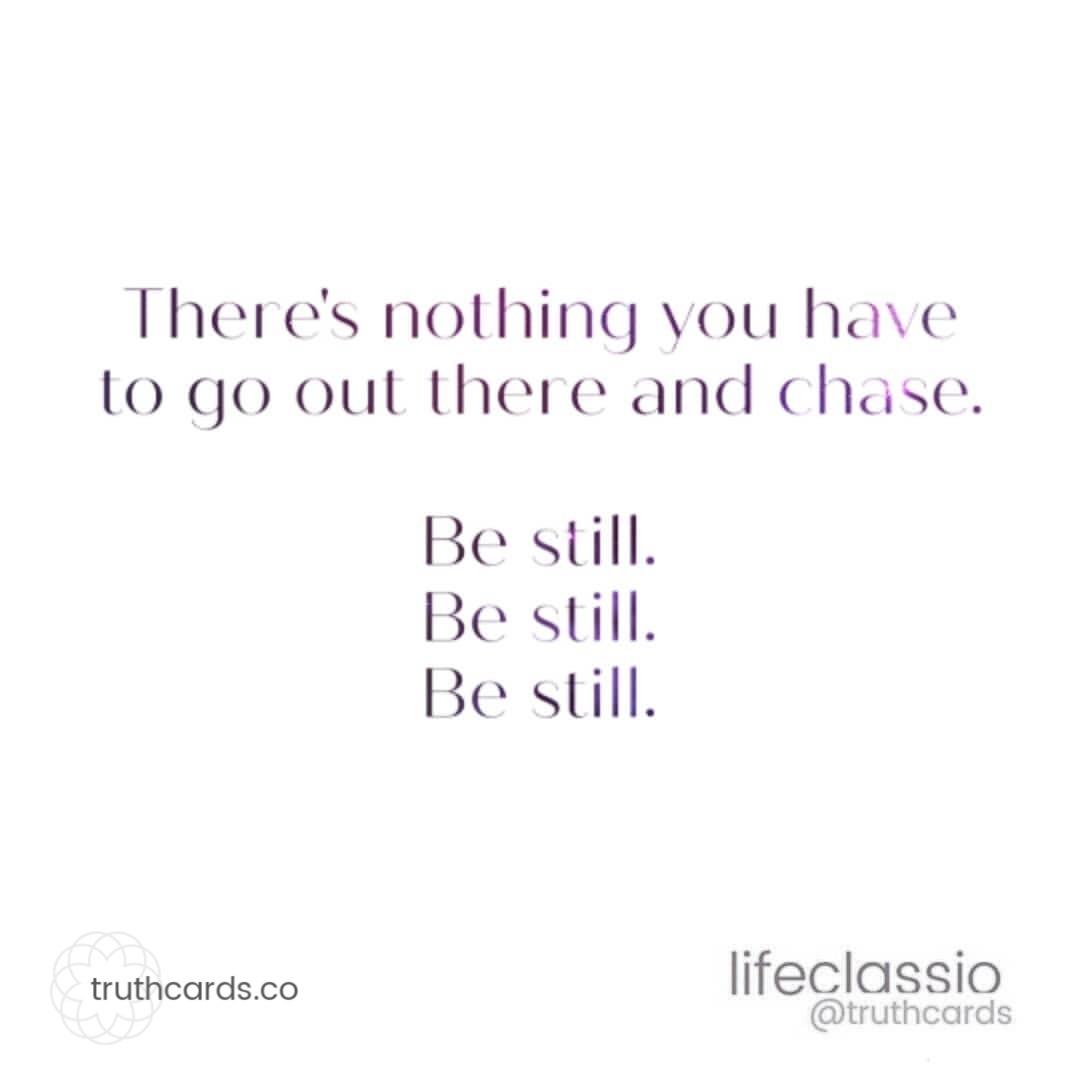 There's nothing you have
to go out there and chase.
Be still.
Be still.
Be still.
truthcards.co
lifeclassio
@truthcards